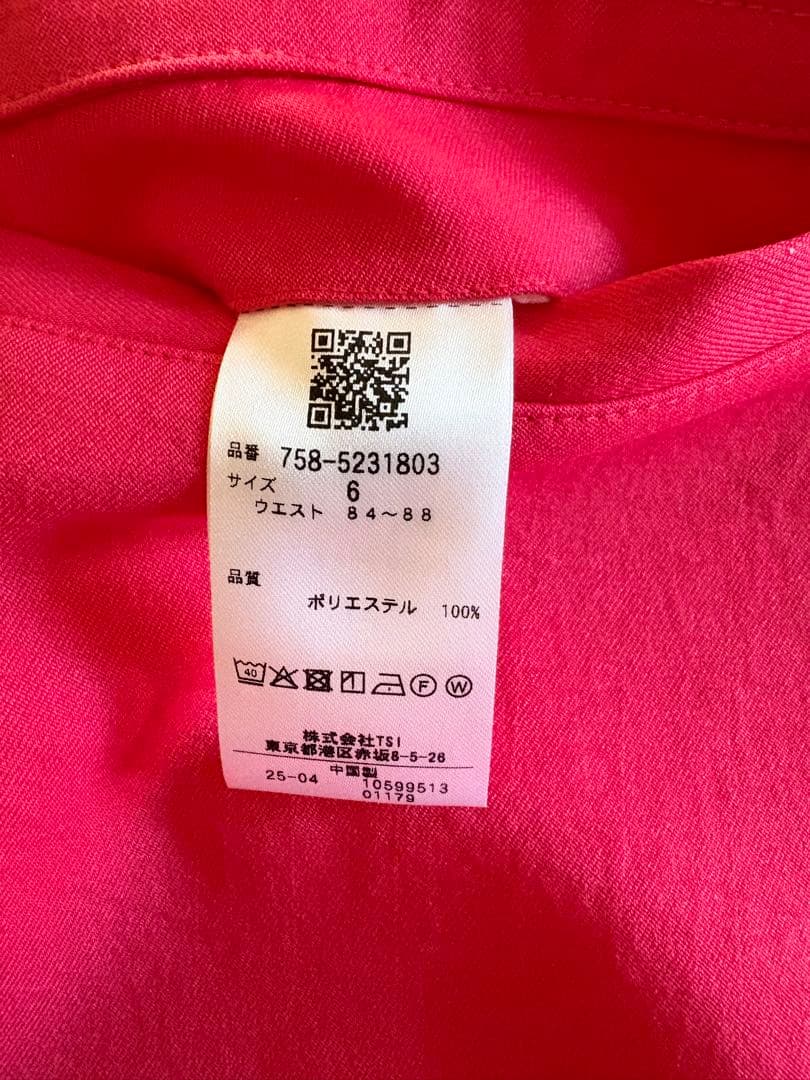 品番 758-5231803
サイズ 6
ウエスト 84～88
品質
ポリエステル 100%
40
F W
株式会社TSI
東京都港区赤坂8-5-26
中国製
25-04 10599513
01179